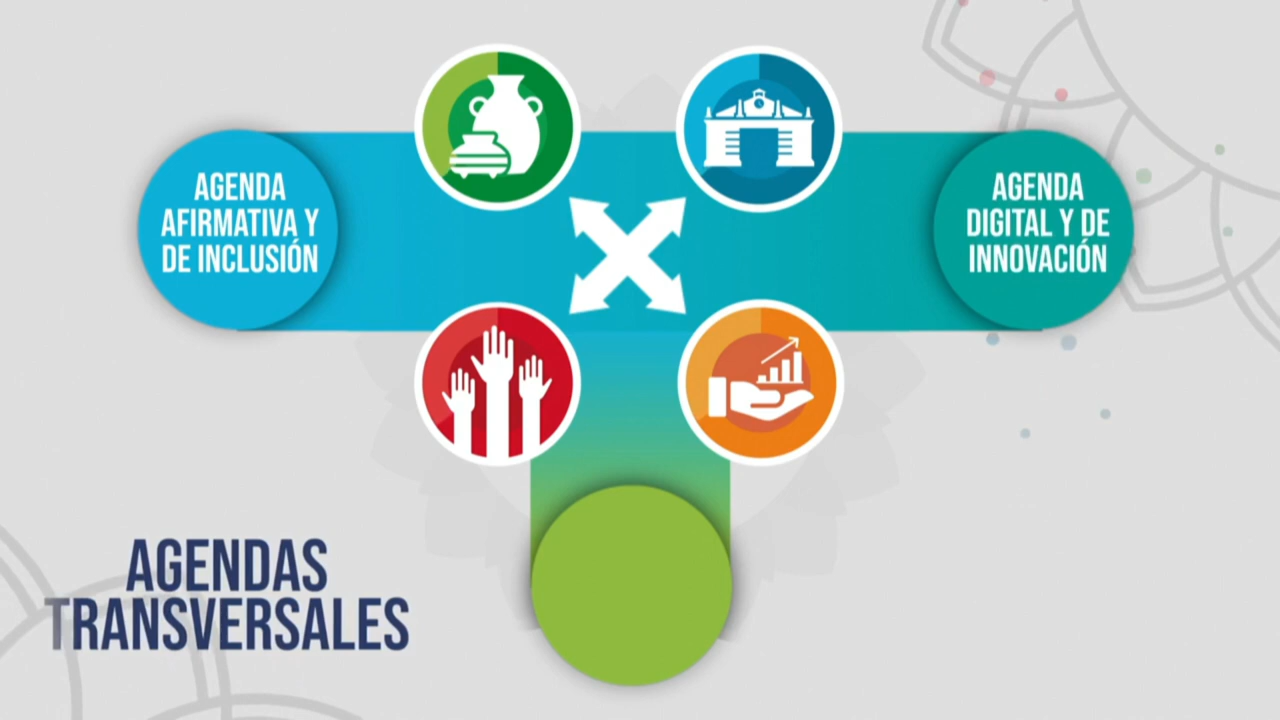 AGENDA
AFIRMATIVA Y
DE INCLUSIÓN
AGENDA
DIGITAL Y DE
INNOVACIÓN
AGENDAS
TRANSVERSALES